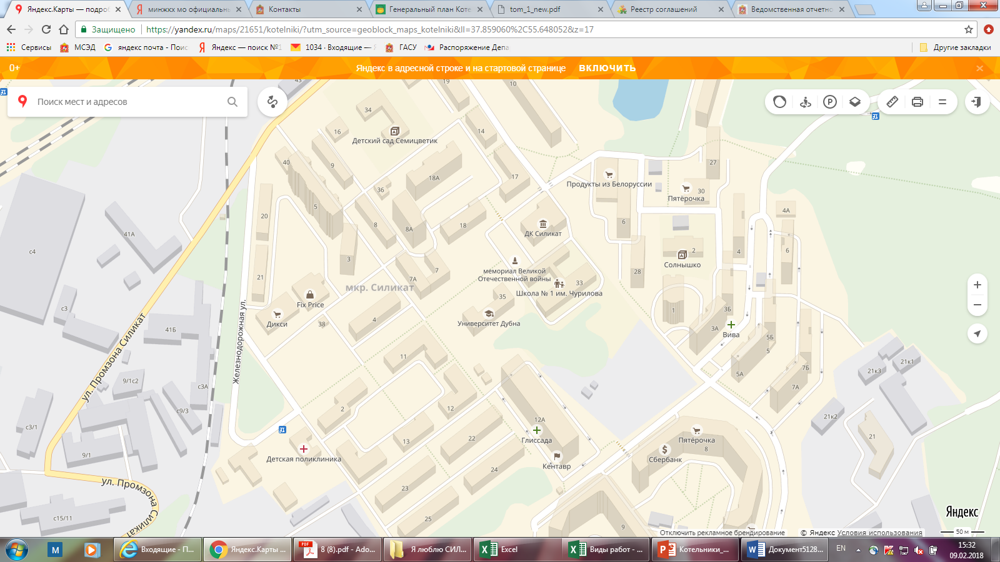 Яндекс.Карты — подроб
минжкх мо официальнь
Контакты
Генеральный план Коте
tom_1_new.pdf
Реестр соглашений
Ведомственная отчетно
Защищено
https://yandex.ru/maps/21651/kotelniki/?utm_source=geoblock_maps_kotelniki&ll=37.859060%2C55.648052&z=17
Сервисы
МСЭД
яндекс почта - Поис
Яндекс — поиск №1
1034 · Входящие — Я
ГАСУ
Распоряжение Депа
Другие закладки
0+
Яндекс в адресной строке и на стартовой странице ВКЛЮЧИТЬ
Поиск мест и адресов
43
19
10
34
16
14
Детский сад Семицветик
40
9
18А
17
27
Продукты из Белоруссии
36
30
Пятёрочка
5
20
8
8А
18
6
4А
41А
с4
ДК Силикат
3
2
4
6
Солнышко
мемориал Великой
Отечественной войны
21
7
7А
28
33
мкр. Силикат
Школа № 1 им. Чурилова
35
Fix Price
с3
Дикси
38
4
Университет Дубна
1
3Б
3А
Вива
41Б
5Б
5
Железнодорожная ул.
ул. Промзона Силикат
11
5А
7Б
7А
21к1
21к3
9/1с2
с3А
2
12
12А
21к2
с9/3
с3/1
Глиссада
13
22
21
Пятёрочка
8
9/1
Детская поликлиника
Сбербанк
Кентавр
24
23
ул. Промзона Силикат
25
9
с15/11
Яндекс
Отключить рекламное брендирование
© Яндекс Условия использования
50 м
Входящие - П...
Яндекс.Карты ...
8 (8).pdf - Ado...
Я люблю СИЛ...
Excel
Виды работ - ...
Котельники_...
Документ5128...
EN
15:32
09.02.2018